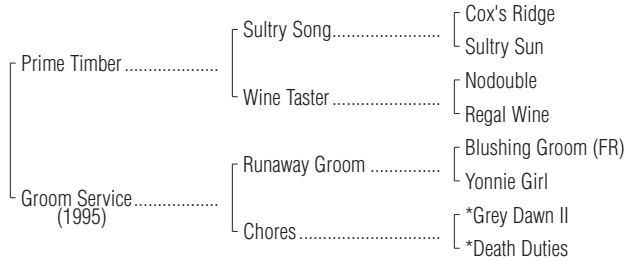 Cox's Ridge
Sultry Song
Sultry Sun
Prime Timber
Nodouble
Wine Taster
Regal Wine
Blushing Groom (FR)
Runaway Groom
Yonnie Girl
Groom Service
(1995)
*Grey Dawn II
Chores
*Death Duties